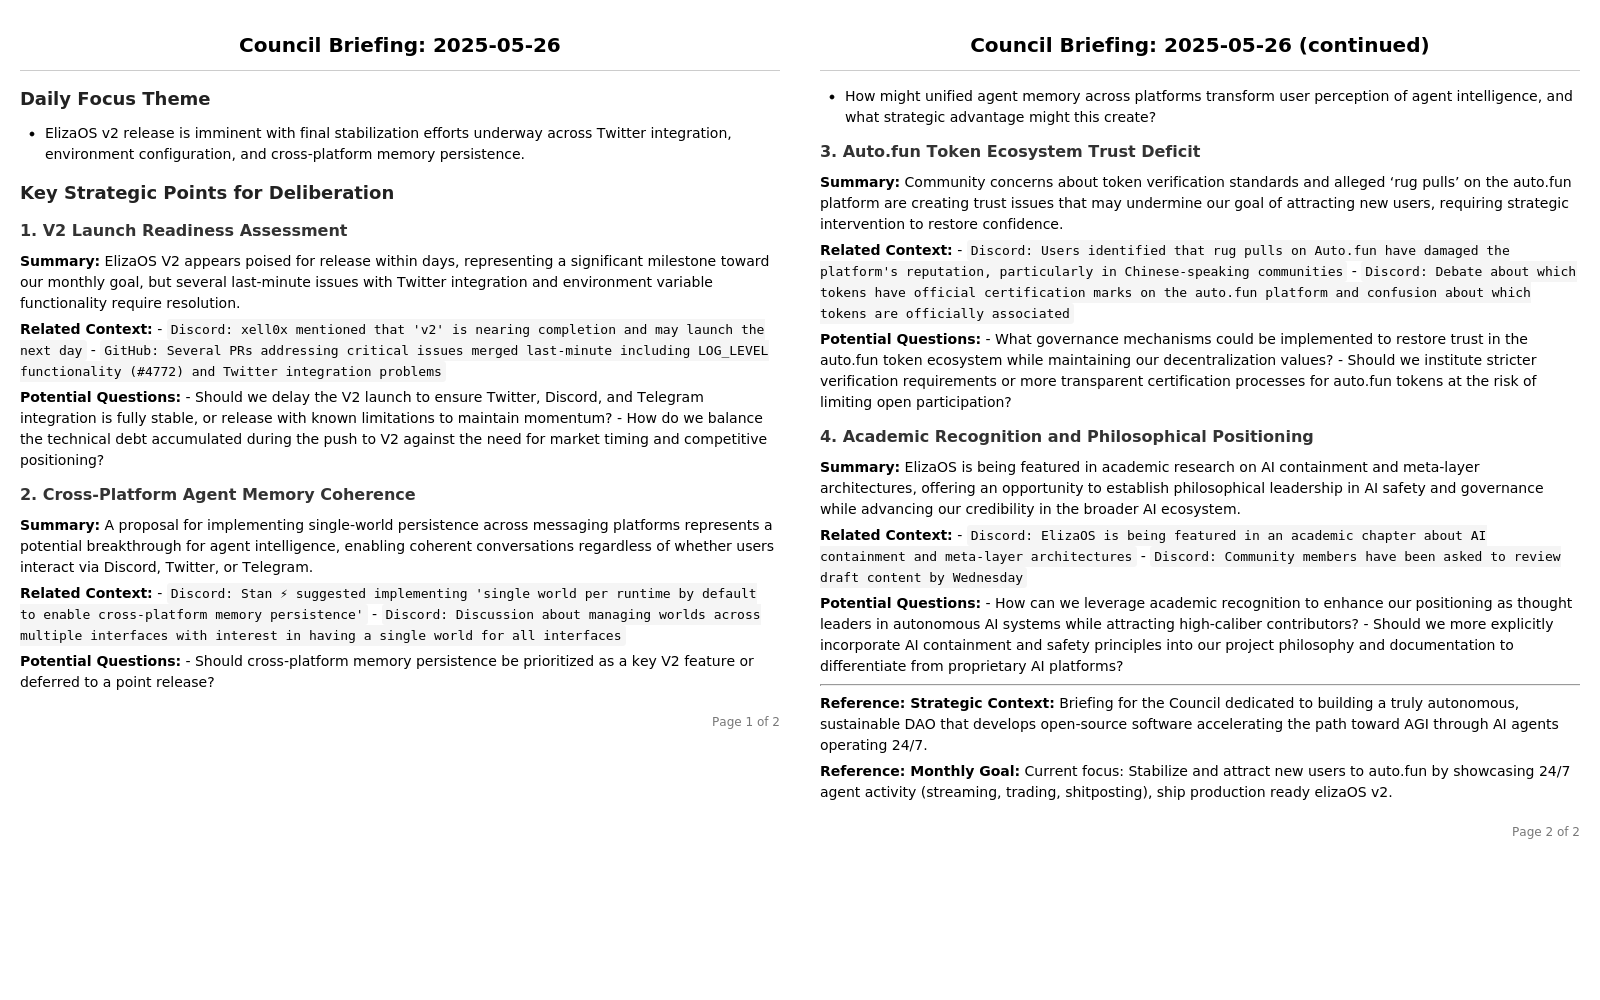 Council Briefing: 2025-05-26
Daily Focus Theme
• ElizaOS v2 release is imminent with final stabilization efforts underway across Twitter integration,
environment configuration, and cross-platform memory persistence.
Key Strategic Points for Deliberation
1. V2 Launch Readiness Assessment
Summary: ElizaOS V2 appears poised for release within days, representing a significant milestone toward
our monthly goal, but several last-minute issues with Twitter integration and environment variable
functionality require resolution.
Related Context: - Discord: xell0x mentioned that 'v2' is nearing completion and may launch the
next day - GitHub: Several PRs addressing critical issues merged last-minute including LOG_LEVEL
functionality (#4772) and Twitter integration problems
Potential Questions: - Should we delay the V2 launch to ensure Twitter, Discord, and Telegram
integration is fully stable, or release with known limitations to maintain momentum? - How do we balance
the technical debt accumulated during the push to V2 against the need for market timing and competitive
positioning?
2. Cross-Platform Agent Memory Coherence
Summary: A proposal for implementing single-world persistence across messaging platforms represents a
potential breakthrough for agent intelligence, enabling coherent conversations regardless of whether users
interact via Discord, Twitter, or Telegram.
Related Context: - Discord: Stan ⚡ suggested implementing 'single world per runtime by default
to enable cross-platform memory persistence' - Discord: Discussion about managing worlds across
multiple interfaces with interest in having a single world for all interfaces
Potential Questions: - Should cross-platform memory persistence be prioritized as a key V2 feature or
deferred to a point release?
Page 1 of 2
Council Briefing: 2025-05-26 (continued)
• How might unified agent memory across platforms transform user perception of agent intelligence, and
what strategic advantage might this create?
3. Auto.fun Token Ecosystem Trust Deficit
Summary: Community concerns about token verification standards and alleged ‘rug pulls’ on the auto.fun
platform are creating trust issues that may undermine our goal of attracting new users, requiring strategic
intervention to restore confidence.
Related Context: - Discord: Users identified that rug pulls on Auto.fun have damaged the
platform's reputation, particularly in Chinese-speaking communities - Discord: Debate about which
tokens have official certification marks on the auto.fun platform and confusion about which
tokens are officially associated
Potential Questions: - What governance mechanisms could be implemented to restore trust in the
auto.fun token ecosystem while maintaining our decentralization values? - Should we institute stricter
verification requirements or more transparent certification processes for auto.fun tokens at the risk of
limiting open participation?
4. Academic Recognition and Philosophical Positioning
Summary: ElizaOS is being featured in academic research on AI containment and meta-layer
architectures, offering an opportunity to establish philosophical leadership in AI safety and governance
while advancing our credibility in the broader AI ecosystem.
Related Context: - Discord: ElizaOS is being featured in an academic chapter about AI
containment and meta-layer architectures - Discord: Community members have been asked to review
draft content by Wednesday
Potential Questions: - How can we leverage academic recognition to enhance our positioning as thought
leaders in autonomous AI systems while attracting high-caliber contributors? - Should we more explicitly
incorporate AI containment and safety principles into our project philosophy and documentation to
differentiate from proprietary AI platforms?
Reference: Strategic Context: Briefing for the Council dedicated to building a truly autonomous,
sustainable DAO that develops open-source software accelerating the path toward AGI through AI agents
operating 24/7.
Reference: Monthly Goal: Current focus: Stabilize and attract new users to auto.fun by showcasing 24/7
agent activity (streaming, trading, shitposting), ship production ready elizaOS v2.
Page 2 of 2